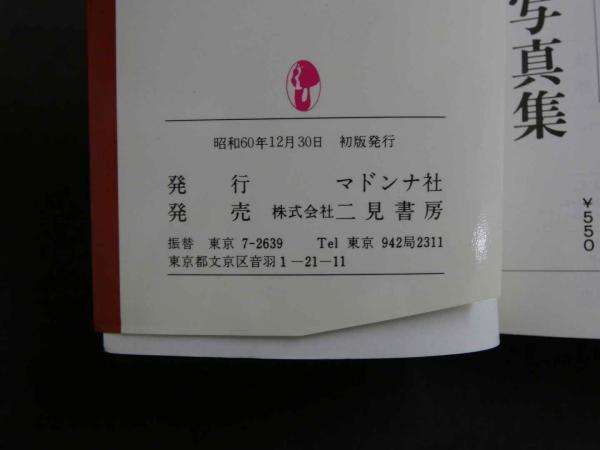 昭和60年12月30日 初版発行
発行 マドンナ社
発売 株式会社二見書房
振替 東京 7-2639 Tel 東京 942局2311
東京都文京区音羽1-21-11
写真集
￥550